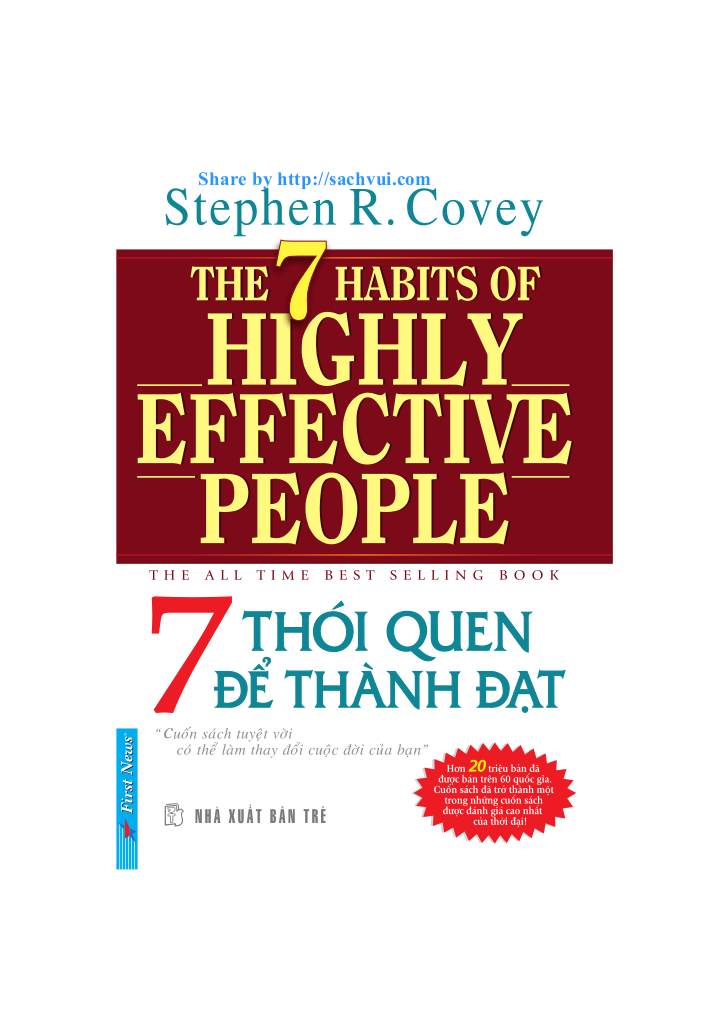 Share by http://sachvui.com
Stephen R. Covey
THE 7 HABITS OF
HIGHLY
EFFECTIVE
PEOPLE
THE ALL TIME BEST SELLING BOOK
7 THÓI QUEN
ĐỂ THÀNH ĐẠT
“Cuốn sách tuyệt vời
có thể làm thay đổi cuộc đời của bạn”
First News
NHÀ XUẤT BẢN TRẺ
Hơn 20 triệu bản đã
được bán trên 60 quốc gia.
Cuốn sách đã trở thành một
trong những cuốn sách
được đánh giá cao nhất
của thời đại!